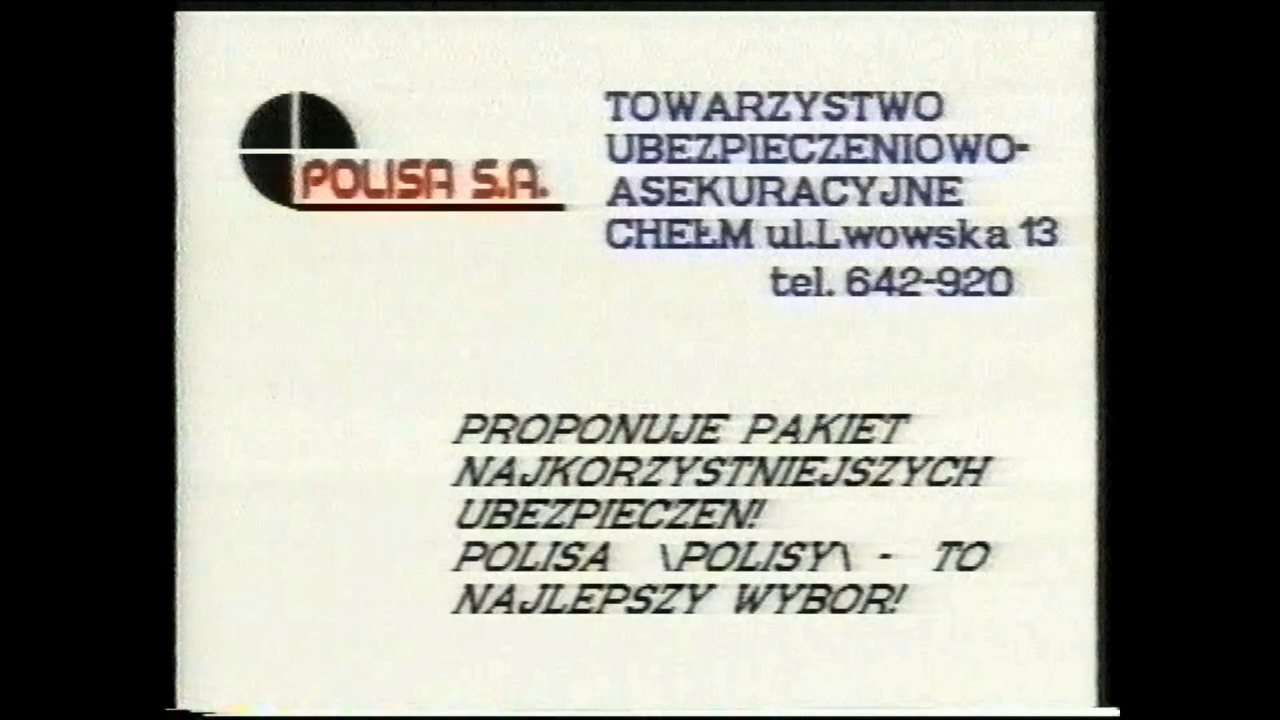 POLISA S.A.
TOWARZYSTWO
UBEZPIECZENIOWO-
ASEKURACYJNE
CHEŁM ul.Lwowska 13
tel. 642-920
PROPONUJE PAKIET
NAJKORZYSTNIEJSZYCH
UBEZPIECZEN!
POLISA \POLISY\ - TO
NAJLEPSZY WYBOR!